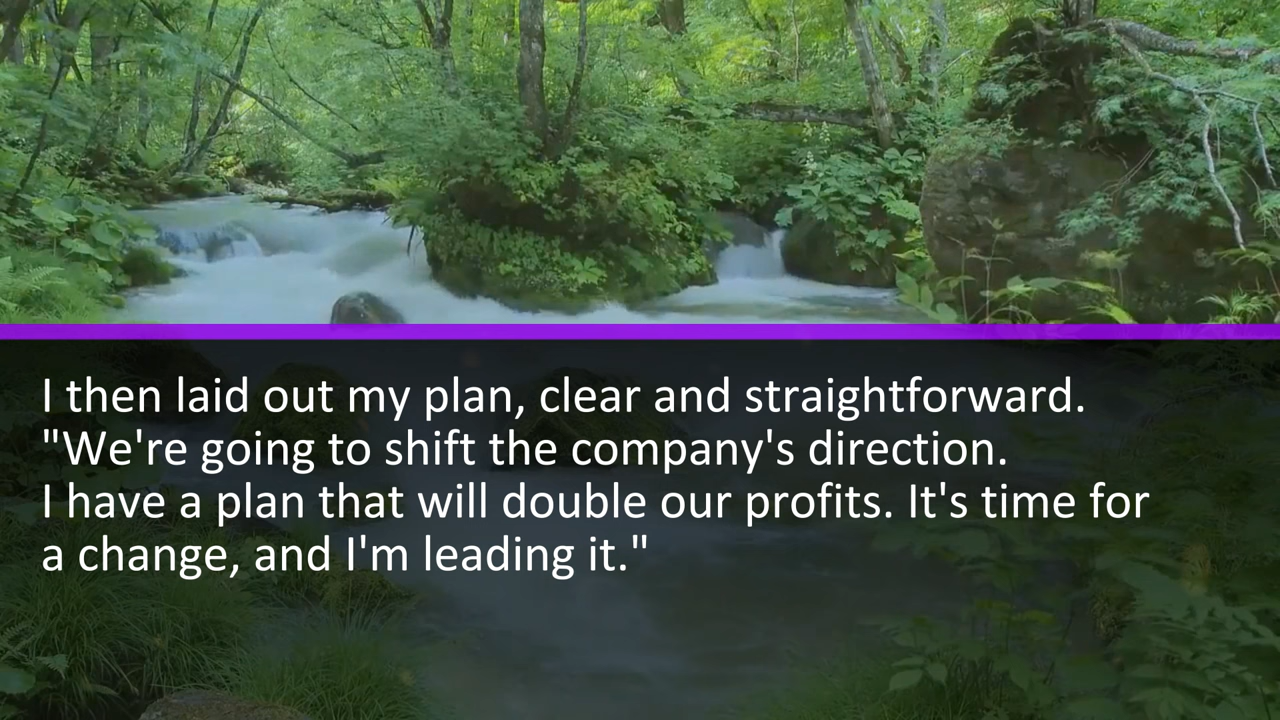 I then laid out my plan, clear and straightforward.
"We're going to shift the company's direction.
I have a plan that will double our profits. It's time for
a change, and I'm leading it."